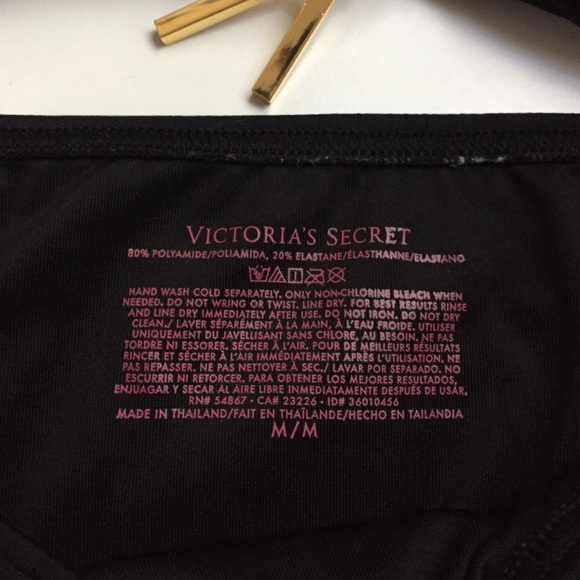 VICTORIA'S SECRET
80% POLYAMIDE/POLIAMIDA, 20% ELASTANE/ÉLASTHANNE/ELASTANO
HAND WASH COLD SEPARATELY. ONLY NON-CHLORINE BLEACH WHEN
NEEDED. DO NOT WRING OR TWIST. LINE DRY. FOR BEST RESULTS RINSE
AND LINE DRY IMMEDIATELY AFTER USE. DO NOT IRON. DO NOT DRY
CLEAN./ LAVER SÉPARÉMENT À LA MAIN, À L'EAU FROIDE. UTILISER
UNIQUEMENT DU JAVELLISANT SANS CHLORE, AU BESOIN. NE PAS
TORDRE NI ESSORER. SÉCHER À L'AIR. POUR DE MEILLEURS RÉSULTATS
RINCER ET SÉCHER À L'AIR IMMÉDIATEMENT APRÈS L'UTILISATION. NE
PAS REPASSER. NE PAS NETTOYER À SEC./ LAVAR POR SEPARADO. NO
ESCURRIR NI RETORCER. PARA OBTENER LOS MEJORES RESULTADOS,
ENJUAGAR Y SECAR AL AIRE LIBRE INMEDIATAMENTE DESPUÉS DE USAR.
RN# 54867 • CA# 23226 • ID# 36010456
MADE IN THAILAND/FAIT EN THAÏLANDE/HECHO EN TAILANDIA
M/M